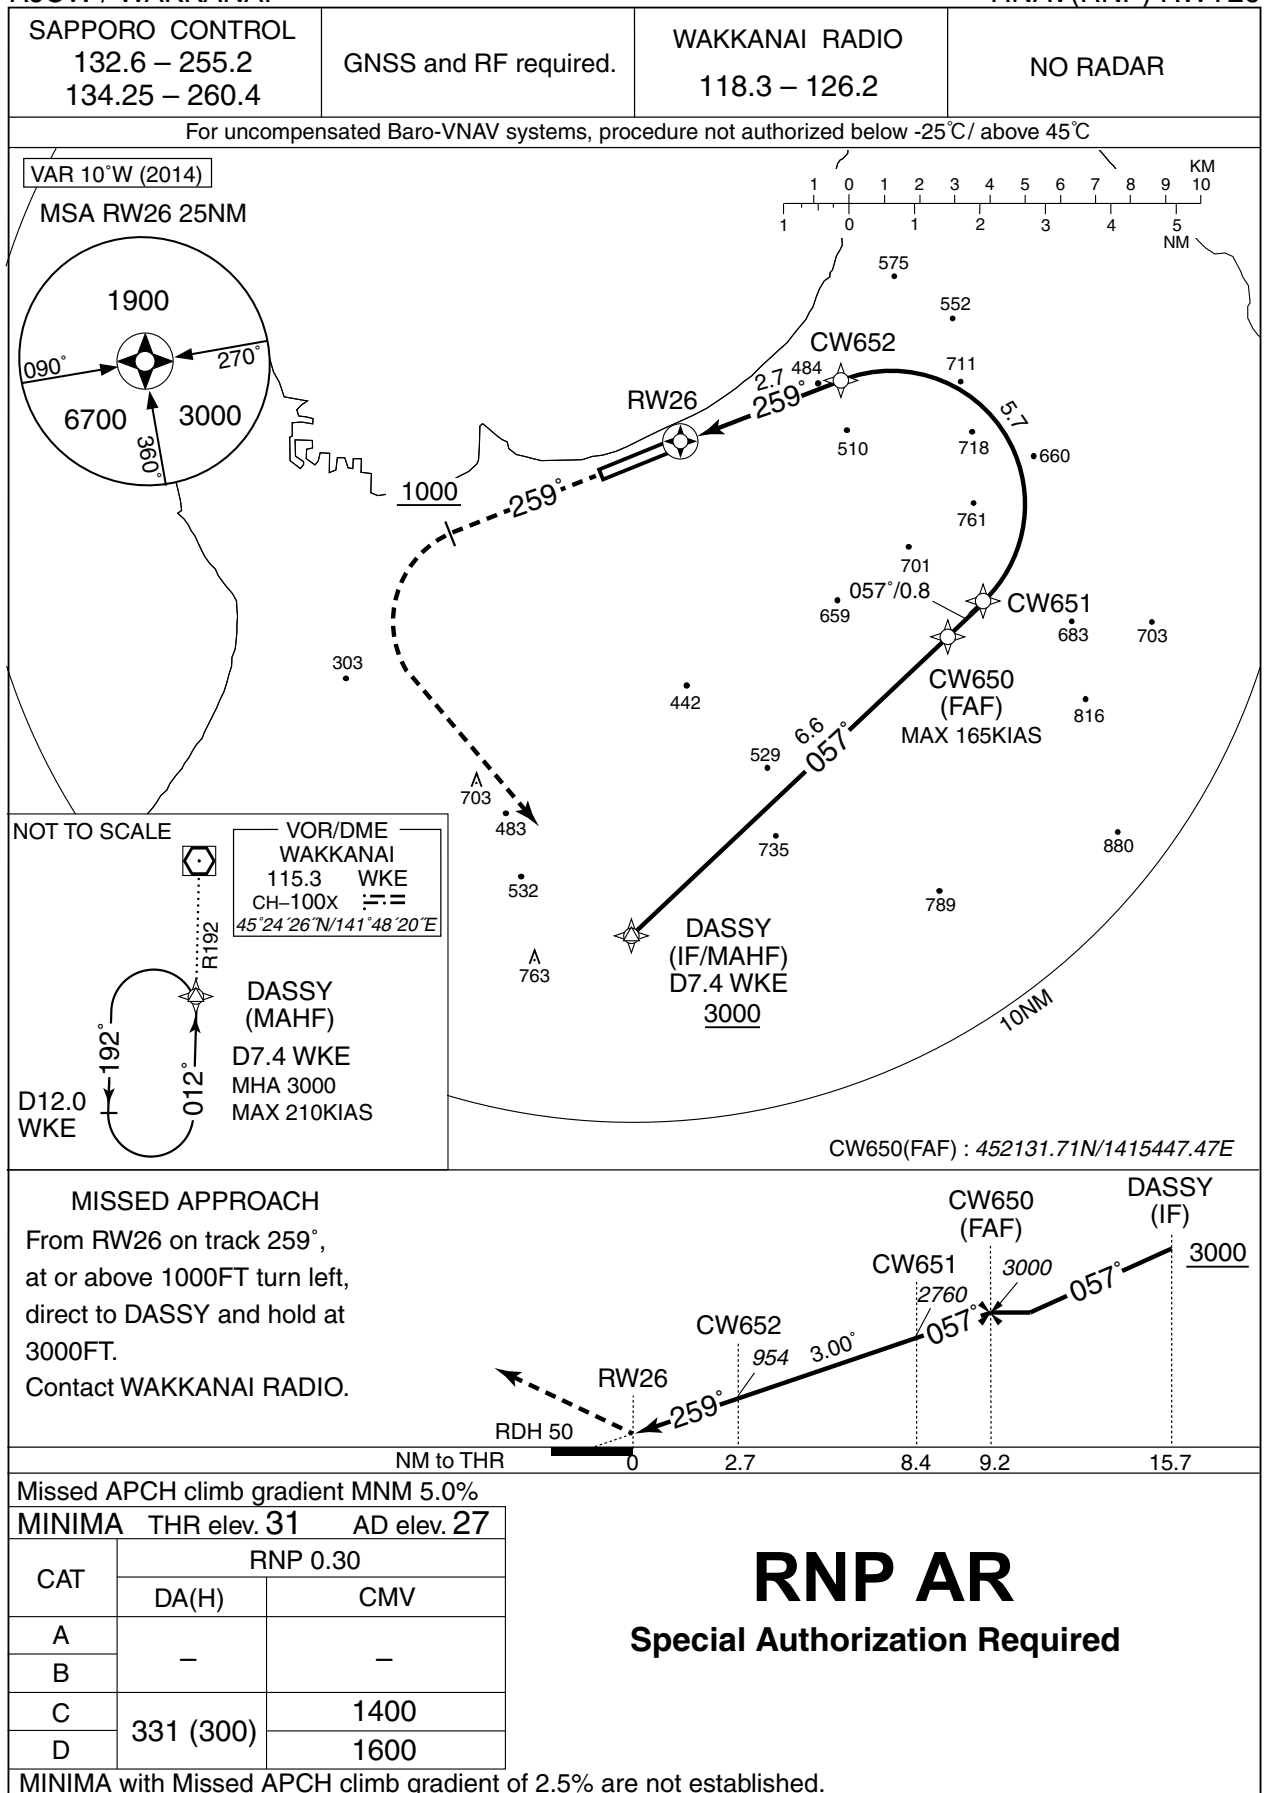 SAPPORO CONTROL
132.6 – 255.2
134.25 – 260.4
GNSS and RF required.
WAKKANAI RADIO
118.3 – 126.2
NO RADAR
For uncompensated Baro-VNAV systems, procedure not authorized below -25℃/ above 45℃
VAR 10°W (2014)
MSA RW26 25NM
1900
090°
270°
6700
3000
360°
KM
1 0 1 2 3 4 5 6 7 8 9 10
1 0 1 2 3 4 5
NM
575
552
CW652
711
484
2.7
259°
5.7
RW26
510
718
660
1000
259°
761
701
057°/0.8
659
CW651
683
703
303
CW650
(FAF)
MAX 165KIAS
442
816
6.6
057°
529
703
483
735
880
532
789
763
DASSY
(IF/MAHF)
D7.4 WKE
3000
10NM
NOT TO SCALE
VOR/DME
WAKKANAI
115.3 WKE
CH–100X
45°24´26˝N/141°48´20˝E
R192
DASSY
(MAHF)
192°
012°
D7.4 WKE
MHA 3000
MAX 210KIAS
D12.0
WKE
CW650(FAF) : 452131.71N/1415447.47E
MISSED APPROACH
From RW26 on track 259°,
at or above 1000FT turn left,
direct to DASSY and hold at
3000FT.
Contact WAKKANAI RADIO.
DASSY
(IF)
CW650
(FAF)
3000
CW651
3000
057°
2760
057°
CW652
954
3.00°
RW26
259°
RDH 50
NM to THR
0 2.7 8.4 9.2 15.7
Missed APCH climb gradient MNM 5.0%
MINIMA THR elev. 31 AD elev. 27
CAT
RNP 0.30
DA(H) CMV
A
B
– –
C
D
331 (300)
1400
1600
RNP AR
Special Authorization Required
MINIMA with Missed APCH climb gradient of 2.5% are not established.